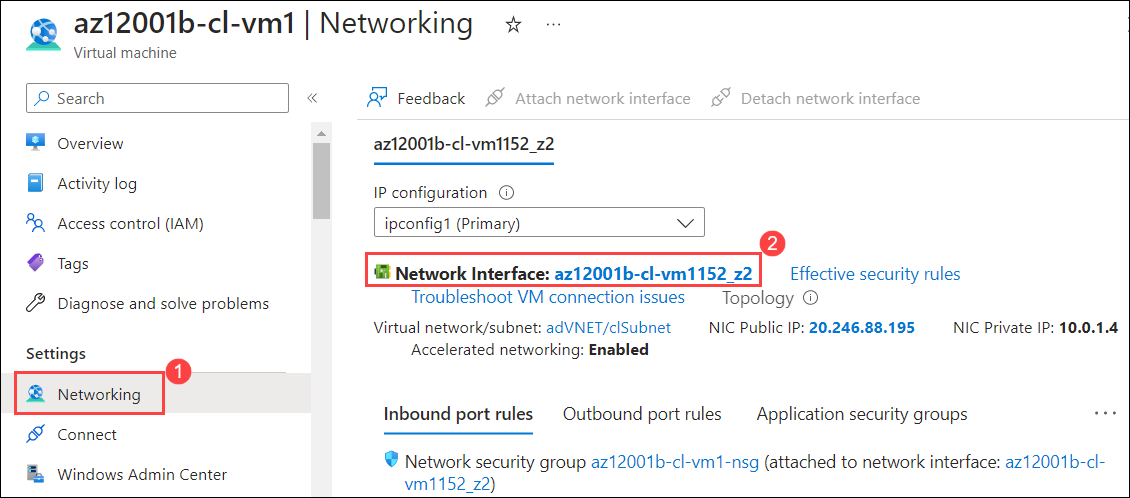 az12001b-cl-vm1 | Networking
Virtual machine
Search
Overview
Activity log
Access control (IAM)
Tags
Diagnose and solve problems
Settings
Networking
1
Connect
Windows Admin Center
Feedback
Attach network interface
Detach network interface
az12001b-cl-vm1152_z2
IP configuration
ipconfig1 (Primary)
2
Network Interface: az12001b-cl-vm1152_z2 Effective security rules
Troubleshoot VM connection issues Topology
Virtual network/subnet: adVNET/clSubnet NIC Public IP: 20.246.88.195 NIC Private IP: 10.0.1.4
Accelerated networking: Enabled
Inbound port rules Outbound port rules Application security groups
Network security group az12001b-cl-vm1-nsg (attached to network interface: az12001b-cl-
vm1152_z2)